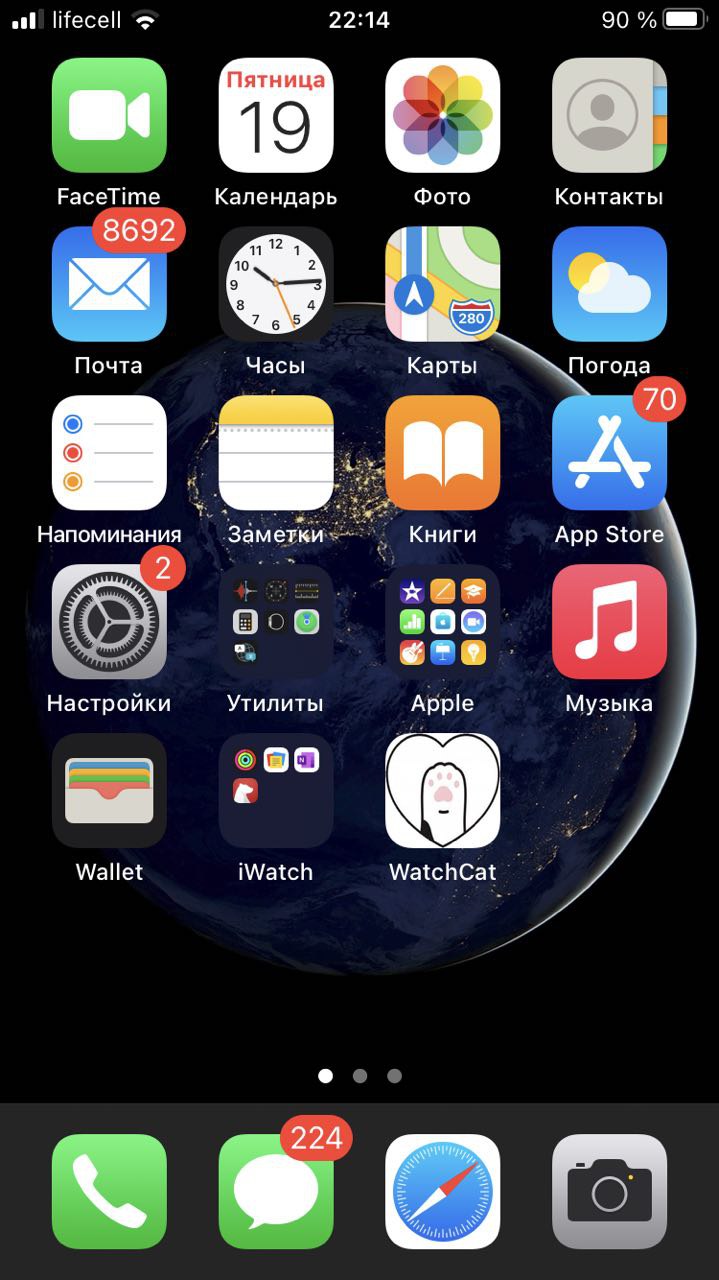 lifecell 22:14 90 %
Пятница
19
FaceTime Календарь Фото Контакты
8692
12
11 1
10 2
9 3
8 4
7 5
6
280
Почта Часы Карты Погода
70
Напоминания Заметки Книги App Store
2
Настройки Утилиты Apple Музыка
Wallet iWatch WatchCat
224